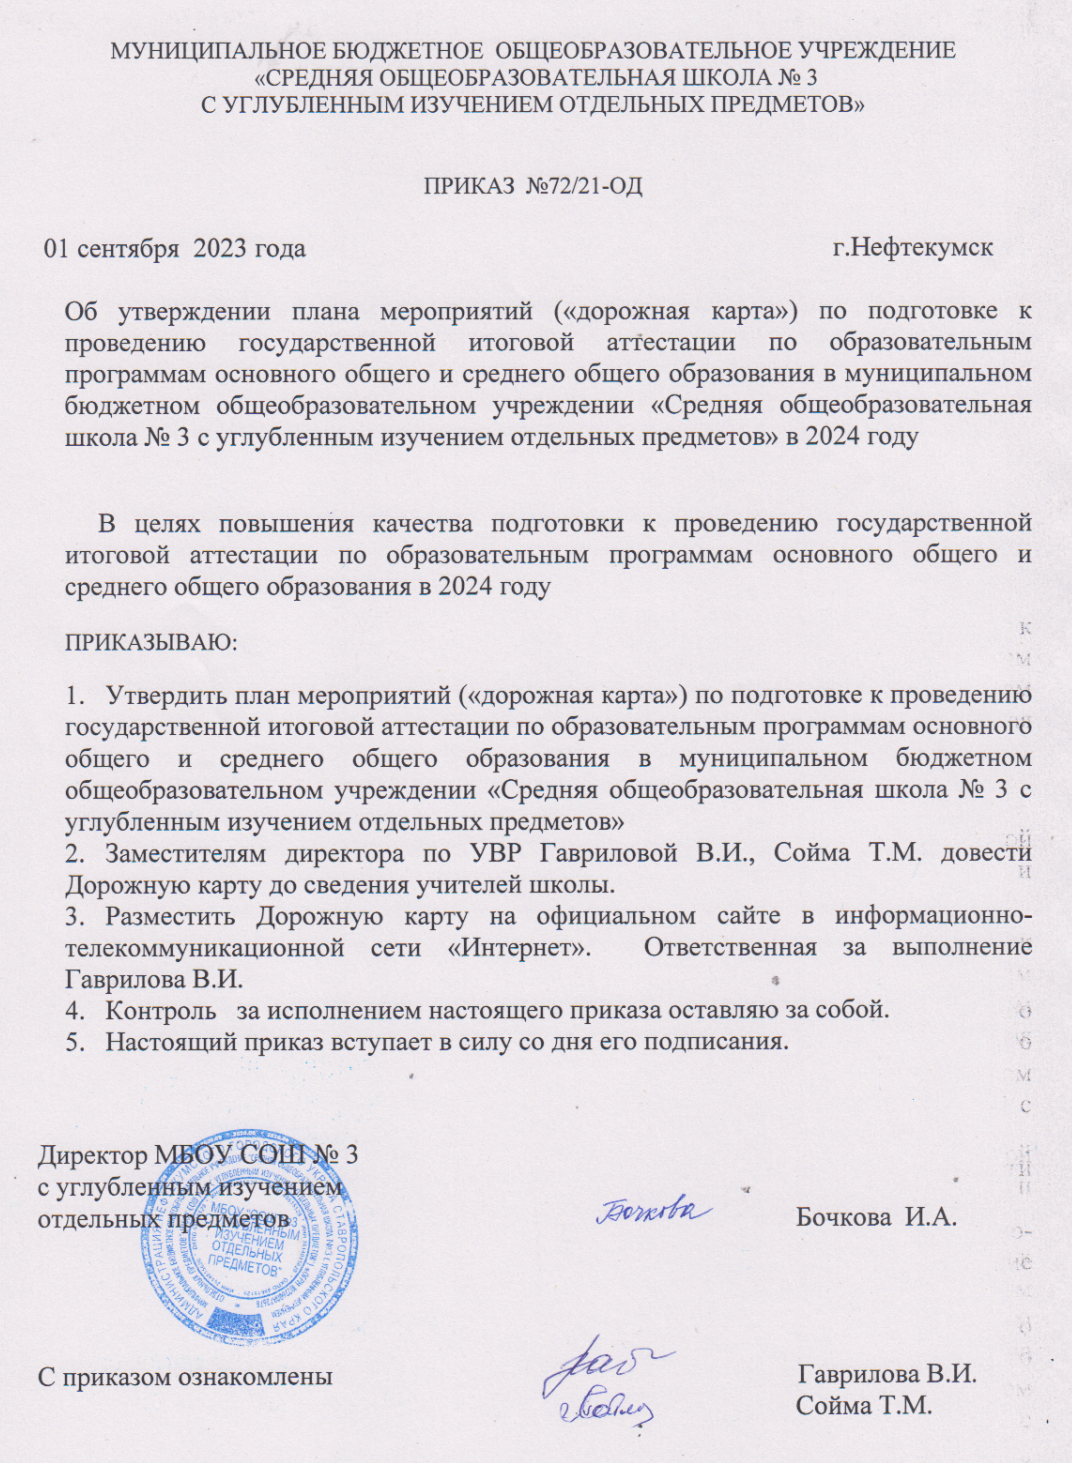 МУНИЦИПАЛЬНОЕ БЮДЖЕТНОЕ ОБЩЕОБРАЗОВАТЕЛЬНОЕ УЧРЕЖДЕНИЕ
«СРЕДНЯЯ ОБЩЕОБРАЗОВАТЕЛЬНАЯ ШКОЛА № 3
С УГЛУБЛЕННЫМ ИЗУЧЕНИЕМ ОТДЕЛЬНЫХ ПРЕДМЕТОВ»
ПРИКАЗ №72/21-ОД
01 сентября 2023 года г.Нефтекумск
Об утверждении плана мероприятий («дорожная карта») по подготовке к
проведению государственной итоговой аттестации по образовательным
программам основного общего и среднего общего образования в муниципальном
бюджетном общеобразовательном учреждении «Средняя общеобразовательная
школа № 3 с углубленным изучением отдельных предметов» в 2024 году
В целях повышения качества подготовки к проведению государственной
итоговой аттестации по образовательным программам основного общего и
среднего общего образования в 2024 году
ПРИКАЗЫВАЮ:
1. Утвердить план мероприятий («дорожная карта») по подготовке к проведению
государственной итоговой аттестации по образовательным программам основного
общего и среднего общего образования в муниципальном бюджетном
общеобразовательном учреждении «Средняя общеобразовательная школа № 3 с
углубленным изучением отдельных предметов»
2. Заместителям директора по УВР Гавриловой В.И., Сойма Т.М. довести
Дорожную карту до сведения учителей школы.
3. Разместить Дорожную карту на официальном сайте в информационно-
телекоммуникационной сети «Интернет». Ответственная за выполнение
Гаврилова В.И.
4. Контроль за исполнением настоящего приказа оставляю за собой.
5. Настоящий приказ вступает в силу со дня его подписания.
Директор МБОУ СОШ № 3
с углубленным изучением
отдельных предметов Бочкова Бочкова И.А.
МБОУ "СОШ №3
С УГЛУБЛЕННЫМ
ИЗУЧЕНИЕМ
ОТДЕЛЬНЫХ
ПРЕДМЕТОВ"
С приказом ознакомлены Гаврилова В.И.
Сойма Т.М.